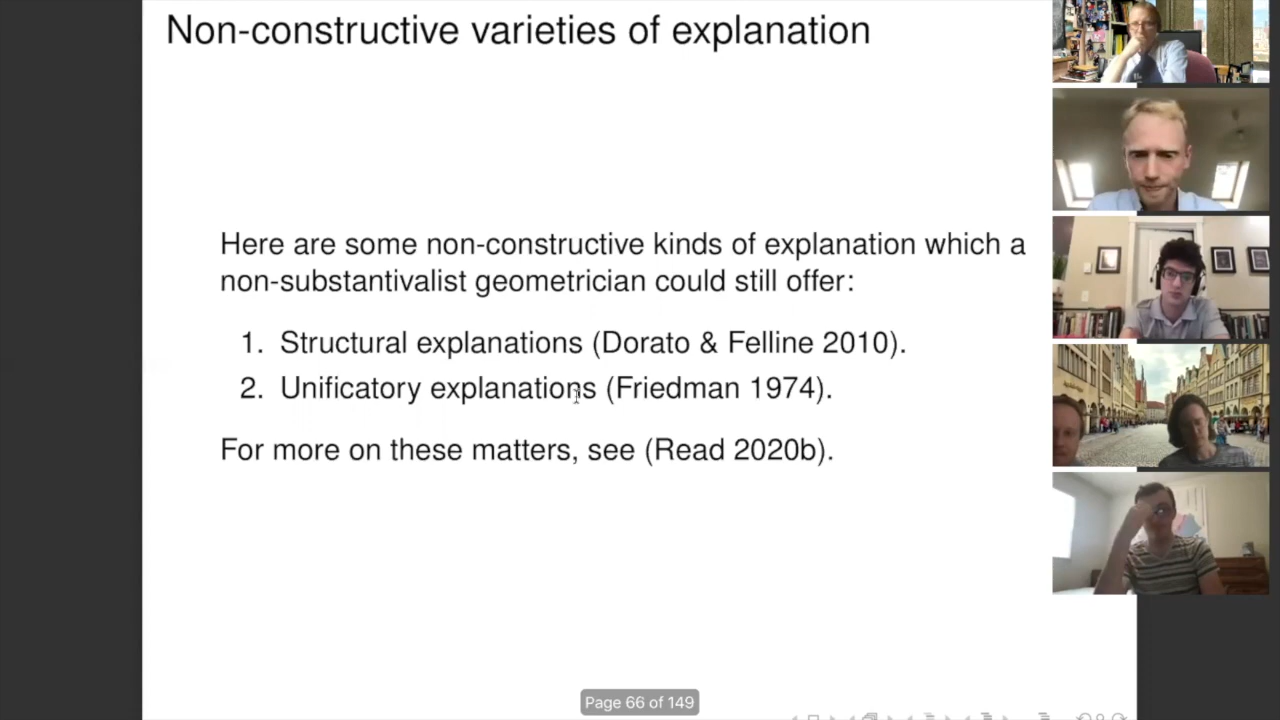 Non-constructive varieties of explanation
Here are some non-constructive kinds of explanation which a
non-substantivalist geometrician could still offer:
1. Structural explanations (Dorato & Felline 2010).
2. Unificatory explanations (Friedman 1974).
For more on these matters, see (Read 2020b).
Page 66 of 149